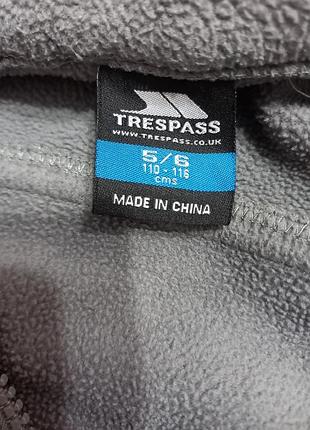 TRESPASS
WWW.TRESPASS.CO.UK
5/6
110 - 116
cms
MADE IN CHINA